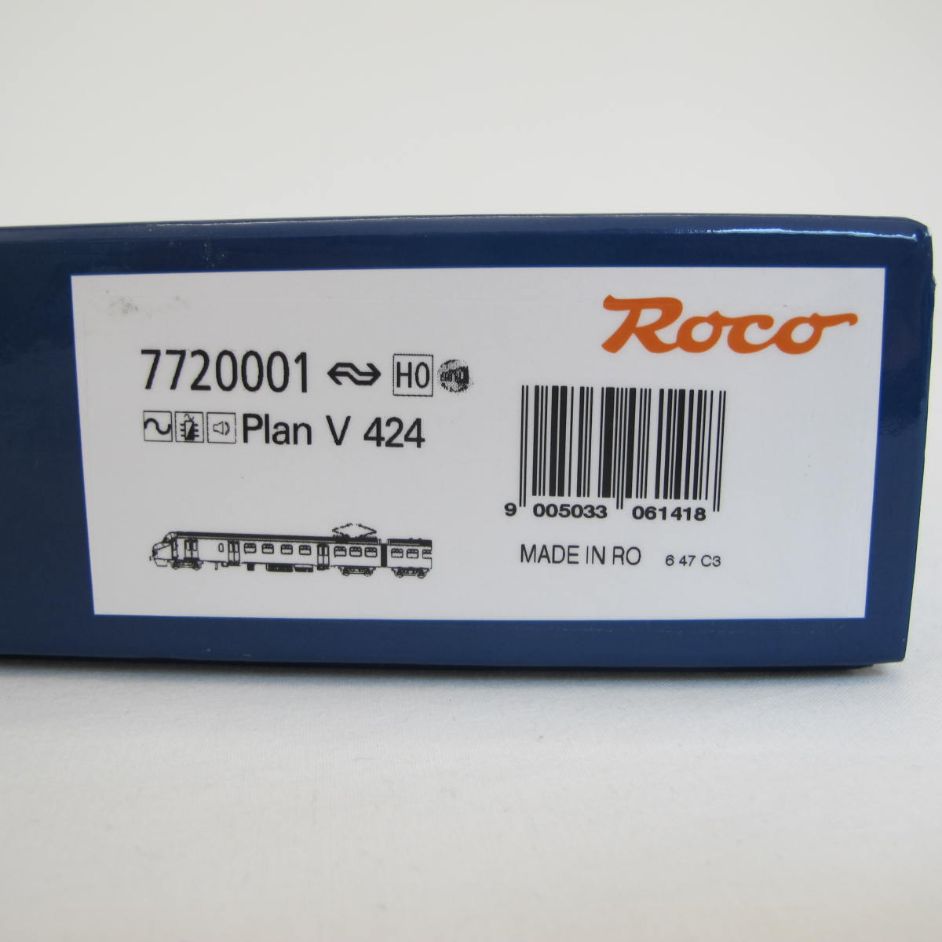 Roco
7720001 H0
Plan V 424
9 005033 061418
MADE IN RO 6 47 C3